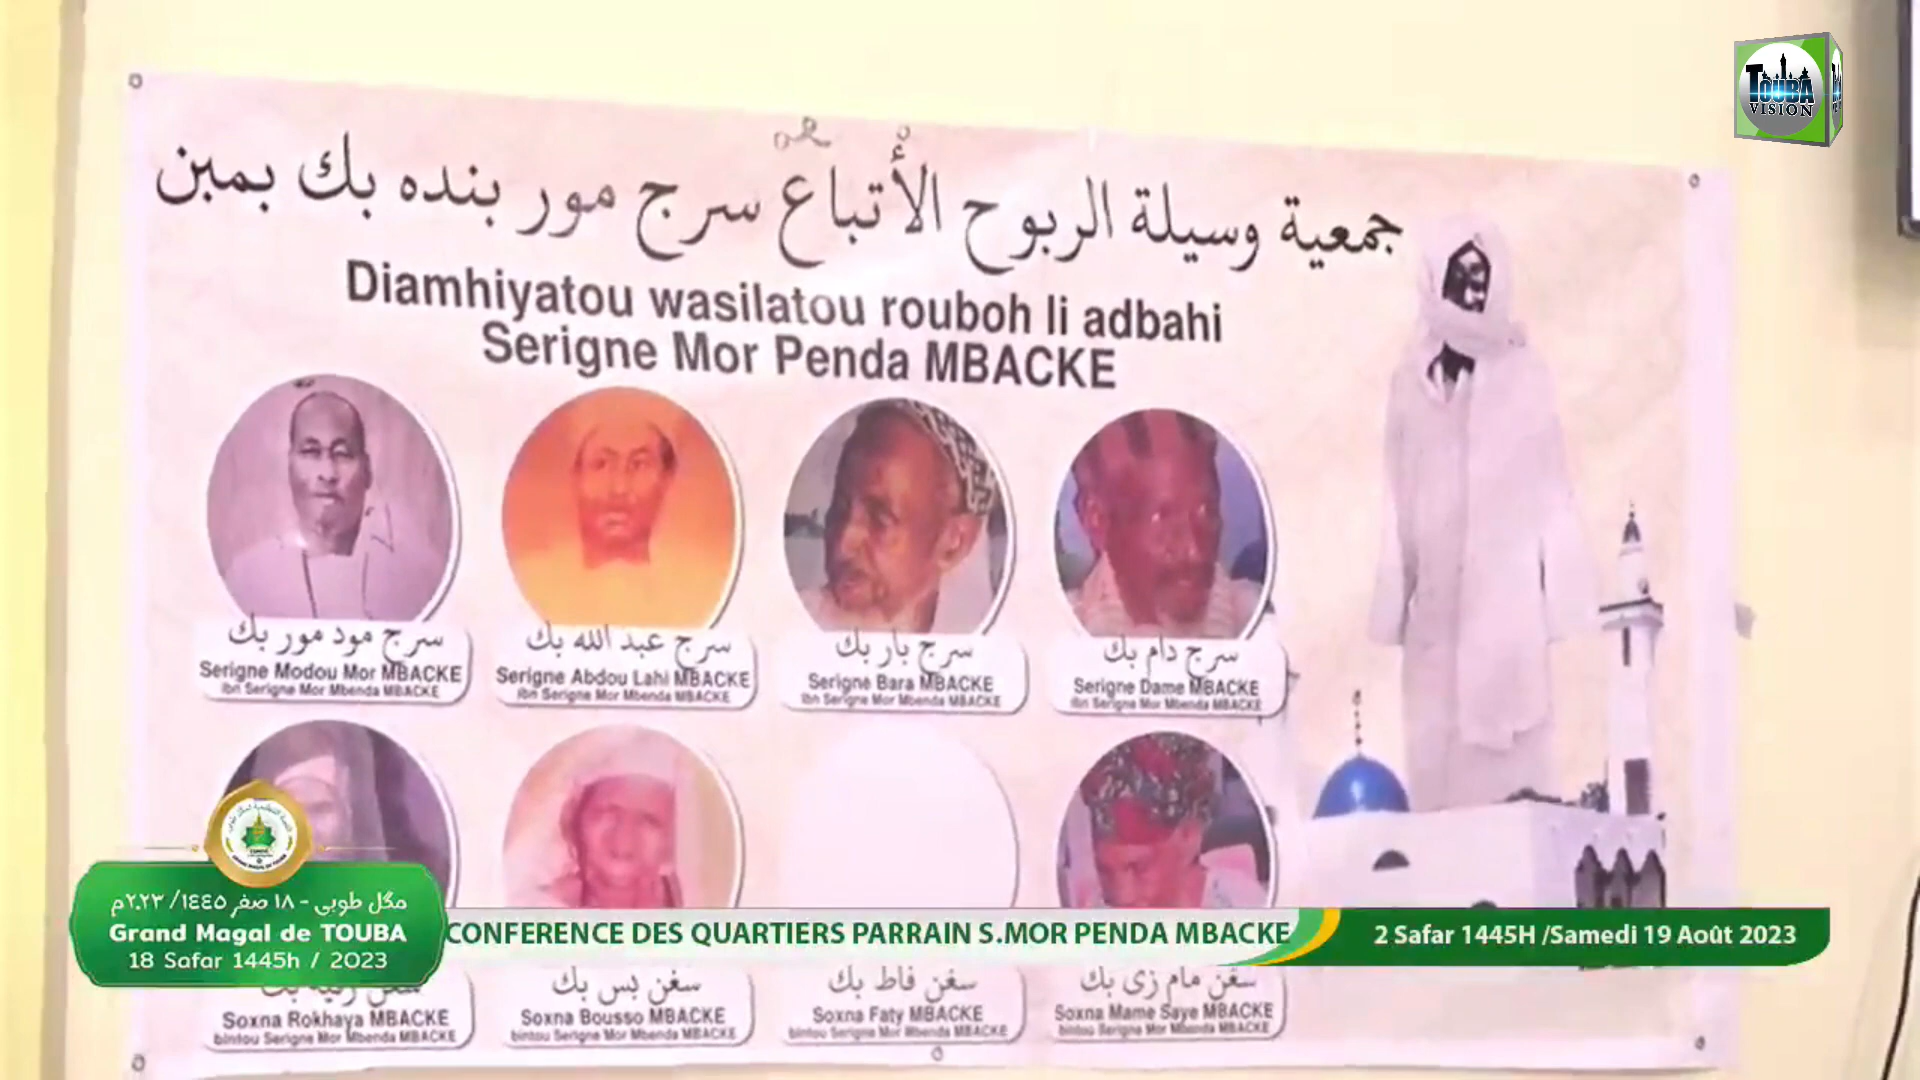 TOUBA
VISION
جمعية وسيلة الربوح الأتباع سرج مور بنده بك بمبن
Diamhiyatou wasilatou rouboh li adbahi
Serigne Mor Penda MBACKE
سرج مود مور بك
Serigne Modou Mor MBACKE
ibn Serigne Mor Mbenda MBACKE
سرج عبد الله بك
Serigne Abdou Lahi MBACKE
ibn Serigne Mor Mbenda MBACKE
سرج بار بك
Serigne Bara MBACKE
ibn Serigne Mor Mbenda MBACKE
سرج دام بك
Serigne Dame MBACKE
ibn Serigne Mor Mbenda MBACKE
مگل طوبى - ١٨ صفر ١٤٤٥/ ٢٠٢٣م
Grand Magal de TOUBA
18 Safar 1445h / 2023
CONFERENCE DES QUARTIERS PARRAIN S.MOR PENDA MBACKE
2 Safar 1445H /Samedi 19 Août 2023
Soxna Rokhaya MBACKE
bintou Serigne Mor Mbenda MBACKE
سغن بس بك
Soxna Bousso MBACKE
bintou Serigne Mor Mbenda MBACKE
سغن فاط بك
Soxna Faty MBACKE
bintou Serigne Mor Mbenda MBACKE
سغن مام زى بك
Soxna Mame Saye MBACKE
bintou Serigne Mor Mbenda MBACKE